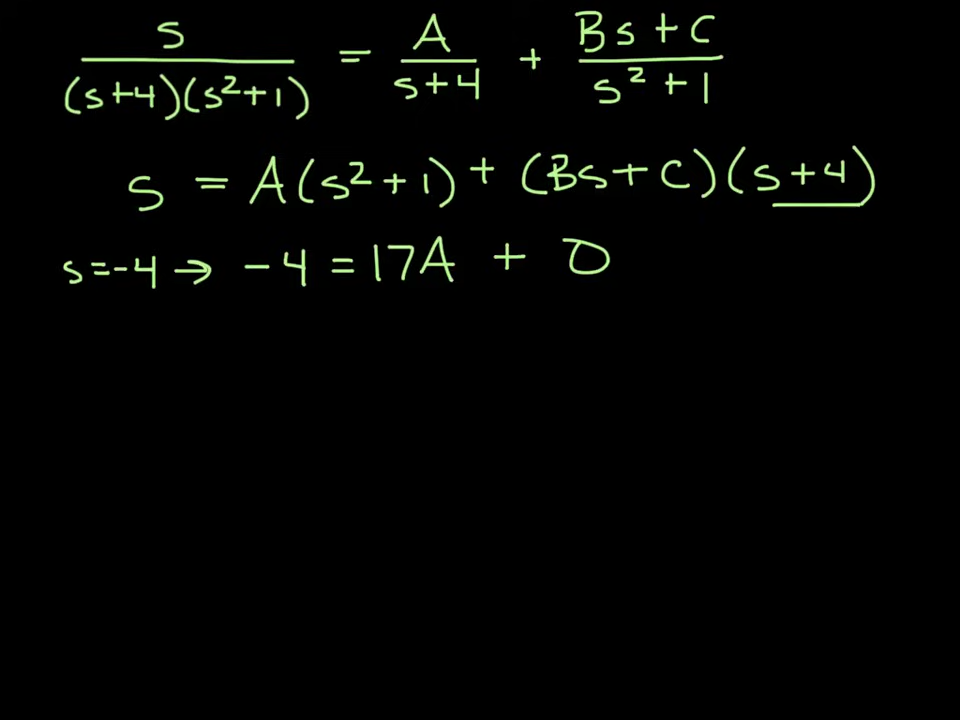 s/((s+4)(s²+1)) = A/(s+4) + (Bs+C)/(s²+1)
s = A(s²+1) + (Bs+C)(s+4)
s=-4 → -4 = 17A + 0